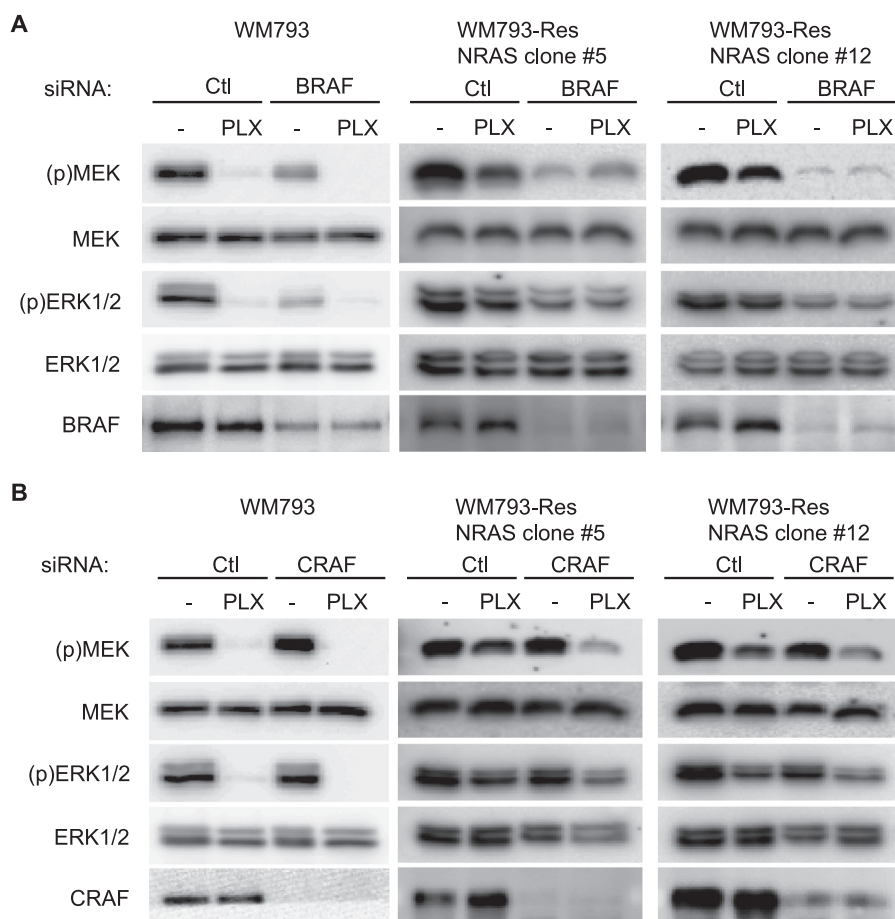 A
WM793
WM793-Res
NRAS clone #5
WM793-Res
NRAS clone #12
siRNA: Ctl BRAF Ctl BRAF Ctl BRAF
- PLX - PLX - PLX - PLX - PLX - PLX
(p)MEK
MEK
(p)ERK1/2
ERK1/2
BRAF
B
WM793
WM793-Res
NRAS clone #5
WM793-Res
NRAS clone #12
siRNA: Ctl CRAF Ctl CRAF Ctl CRAF
- PLX - PLX - PLX - PLX - PLX - PLX
(p)MEK
MEK
(p)ERK1/2
ERK1/2
CRAF